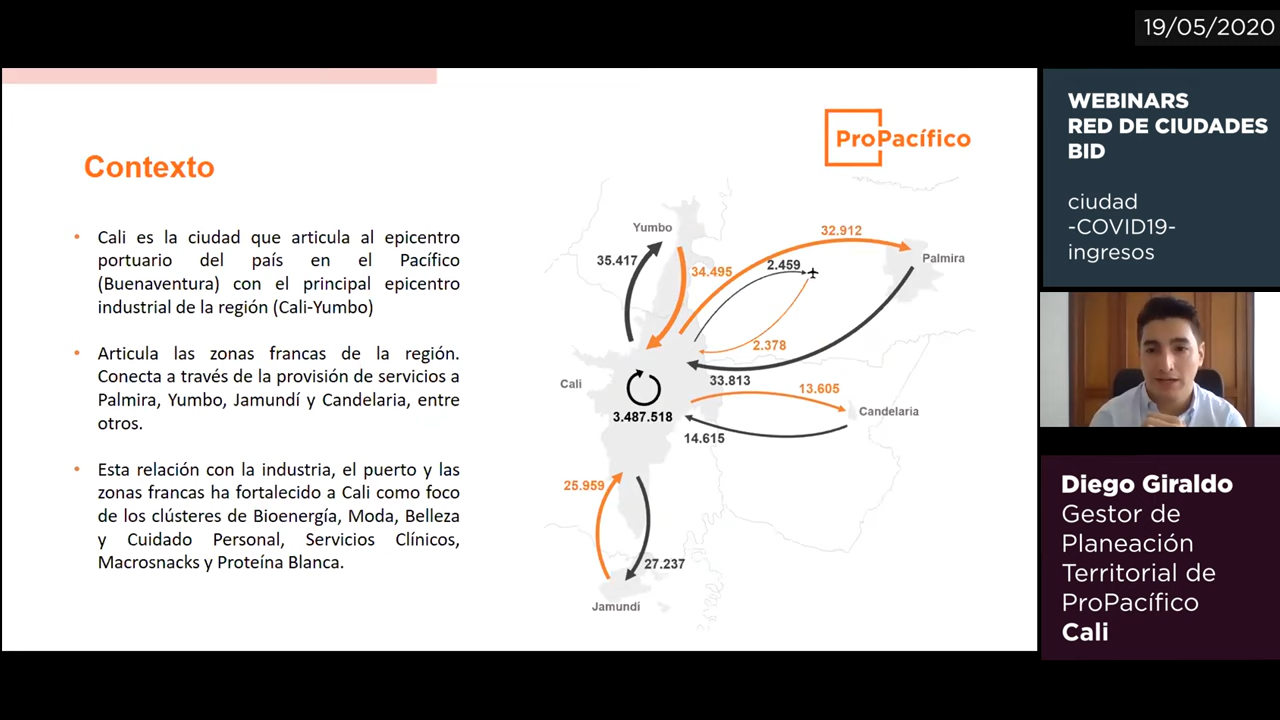 19/05/2020
ProPacífico
Contexto
• Cali es la ciudad que articula al epicentro
portuario del país en el Pacífico
(Buenaventura) con el principal epicentro
industrial de la región (Cali-Yumbo)
• Articula las zonas francas de la región.
Conecta a través de la provisión de servicios a
Palmira, Yumbo, Jamundí y Candelaria, entre
otros.
• Esta relación con la industria, el puerto y las
zonas francas ha fortalecido a Cali como foco
de los clústeres de Bioenergía, Moda, Belleza
y Cuidado Personal, Servicios Clínicos,
Macrosnacks y Proteína Blanca.
Yumbo
32.912
35.417
34.495
2.459
Palmira
2.378
33.813
Cali
3.487.518
13.605
Candelaria
14.615
25.959
27.237
Jamundí
WEBINARS
RED DE CIUDADES
BID
ciudad
-COVID19-
ingresos
Diego Giraldo
Gestor de
Planeación
Territorial de
ProPacífico
Cali